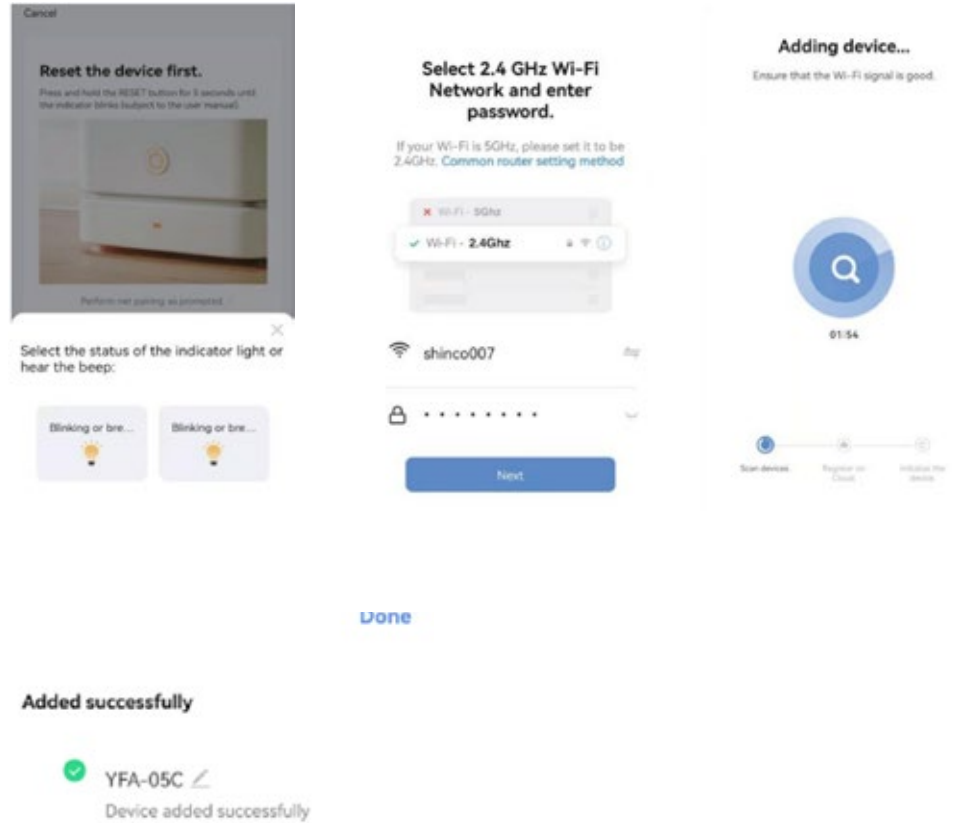 Cancel
Reset the device first.
Press and hold the RESET button for 5 seconds until
the indicator blinks (subject to the user manual).
Perform net pairing as prompted.
Select the status of the indicator light or
hear the beep:
Blinking or bre...
Blinking or bre...
Select 2.4 GHz Wi-Fi
Network and enter
password.
If your Wi-Fi is 5GHz, please set it to be
2.4GHz. Common router setting method
Wi-Fi - 5Ghz
Wi-Fi - 2.4Ghz
shinco007
Next
Adding device...
Ensure that the Wi-Fi signal is good.
01:54
Scan devices
Register on
Cloud
Initialize the
device
Done
Added successfully
YFA-05C
Device added successfully